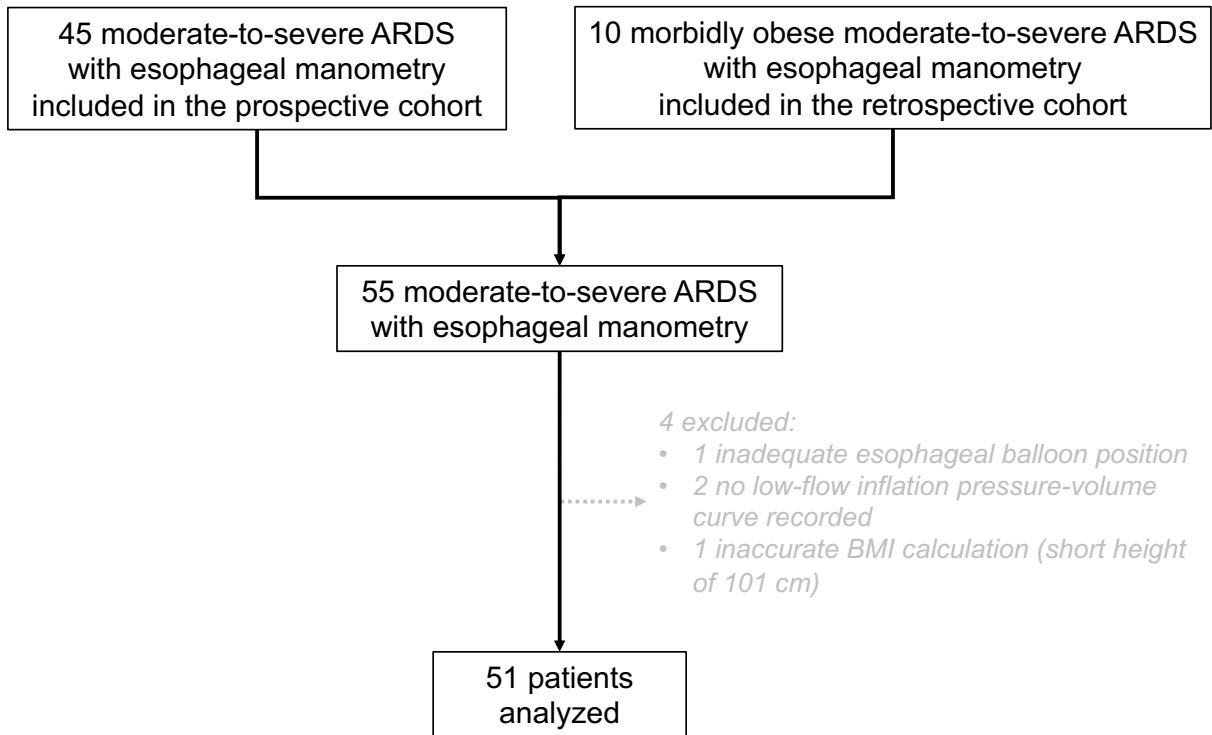 45 moderate-to-severe ARDS
with esophageal manometry
included in the prospective cohort
10 morbidly obese moderate-to-severe ARDS
with esophageal manometry
included in the retrospective cohort
55 moderate-to-severe ARDS
with esophageal manometry
4 excluded:
• 1 inadequate esophageal balloon position
• 2 no low-flow inflation pressure-volume
curve recorded
• 1 inaccurate BMI calculation (short height
of 101 cm)
51 patients
analyzed